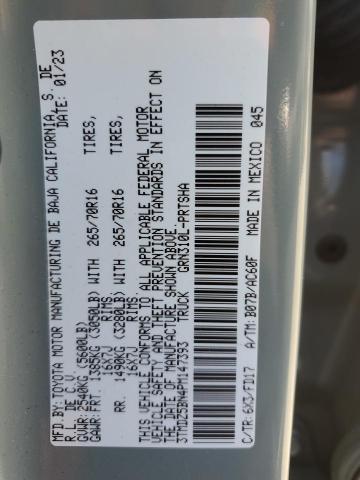 MFD.BY: TOYOTA MOTOR MANUFACTURING DE BAJA CALIFORNIA, S. DE
R.L. DE C.V. DATE: 01/23
GVWR: 2540KG (5600LB)
GAWR: FRT. 1385KG (3050LB) WITH 265/70R16 TIRES,
16X7J RIMS.
RR. 1490KG (3280LB) WITH 265/70R16 TIRES,
16X7J RIMS.
THIS VEHICLE CONFORMS TO ALL APPLICABLE FEDERAL MOTOR
VEHICLE SAFETY AND THEFT PREVENTION STANDARDS IN EFFECT ON
THE DATE OF MANUFACTURE SHOWN ABOVE.
3TMDZ5BN4PM147393 TRUCK GRN310L-PRTSHA
C/TR: 6X3/FD17 A/TM: B07B/AC60F MADE IN MEXICO 045